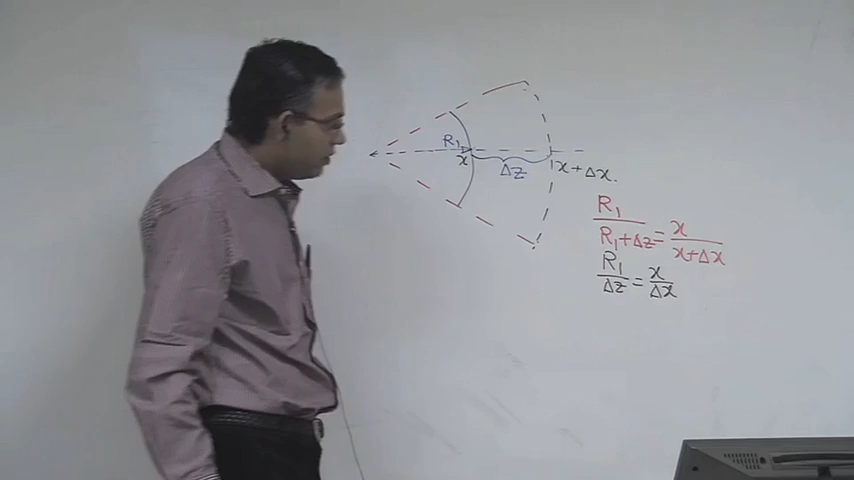 R₁
x
Δz
x+Δx.
R₁/(R₁+Δz) = x/(x+Δx)
R₁/Δz = x/Δx